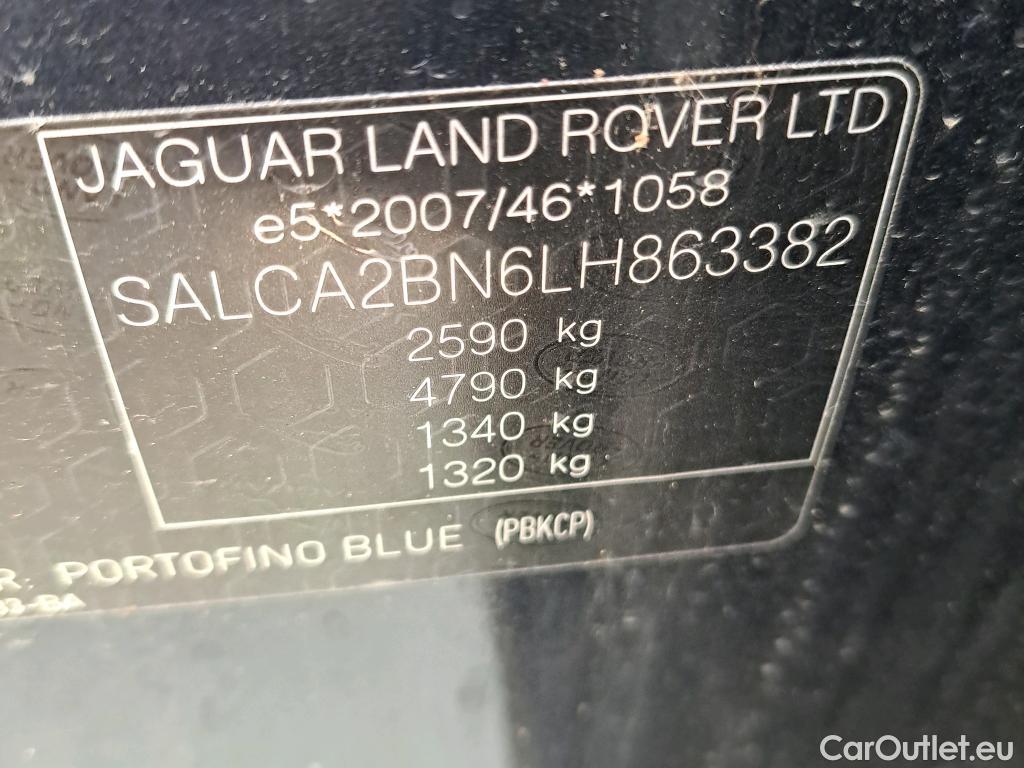 JAGUAR LAND ROVER LTD
e5*2007/46*1058
SALCA2BN6LH863382
2590 kg
4790 kg
1340 kg
1320 kg
R: PORTOFINO BLUE (PBKCP)
CarOutlet.eu